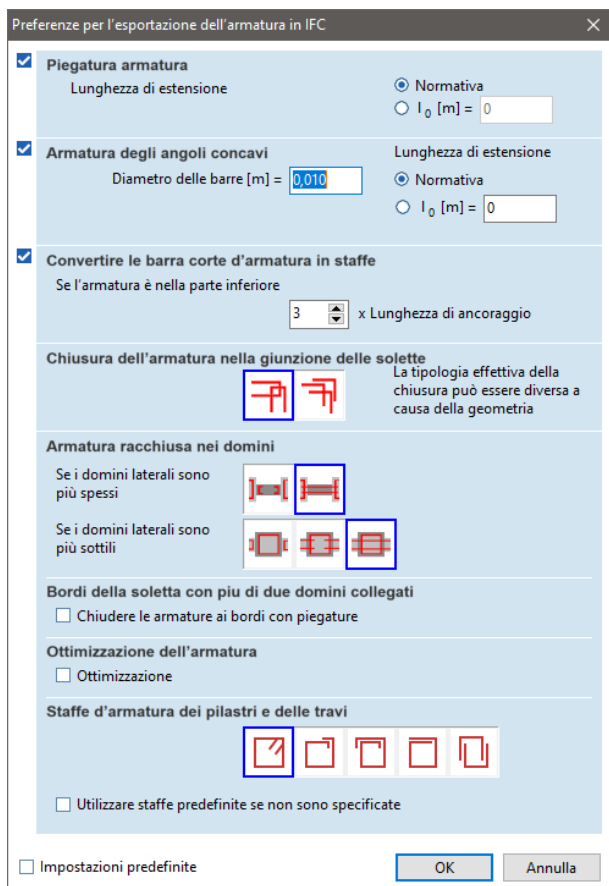 Preferenze per l'esportazione dell'armatura in IFC
Piegatura armatura
Lunghezza di estensione
Normativa
l 0 [m] = 0
Armatura degli angoli concavi
Lunghezza di estensione
Diametro delle barre [m] = 0,010
Normativa
l 0 [m] = 0
Convertire le barra corte d'armatura in staffe
Se l'armatura è nella parte inferiore
3 x Lunghezza di ancoraggio
Chiusura dell'armatura nella giunzione delle solette
La tipologia effettiva della
chiusura può essere diversa a
causa della geometria
Armatura racchiusa nei domini
Se i domini laterali sono
più spessi
Se i domini laterali sono
più sottili
Bordi della soletta con piu di due domini collegati
Chiudere le armature ai bordi con piegature
Ottimizzazione dell'armatura
Ottimizzazione
Staffe d'armatura dei pilastri e delle travi
Utilizzare staffe predefinite se non sono specificate
Impostazioni predefinite
OK
Annulla